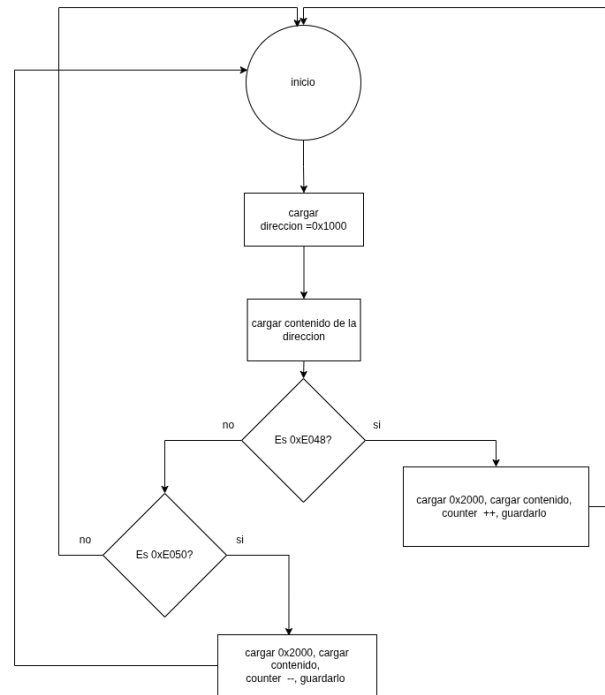 inicio
cargar
direccion =0x1000
cargar contenido de la
direccion
no
Es 0xE048?
si
cargar 0x2000, cargar contenido,
counter ++, guardarlo
no
Es 0xE050?
si
cargar 0x2000, cargar
contenido,
counter --, guardarlo